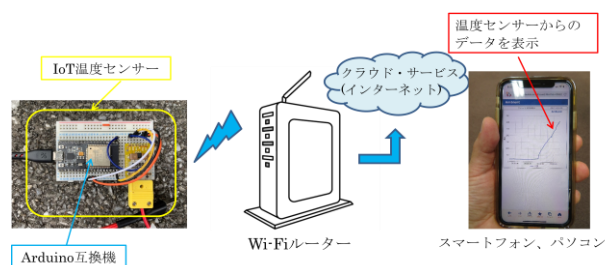 IoT温度センサー
Arduino互換機
Wi-Fiルーター
クラウド・サービス
(インターネット)
温度センサーからの
データを表示
スマートフォン、パソコン